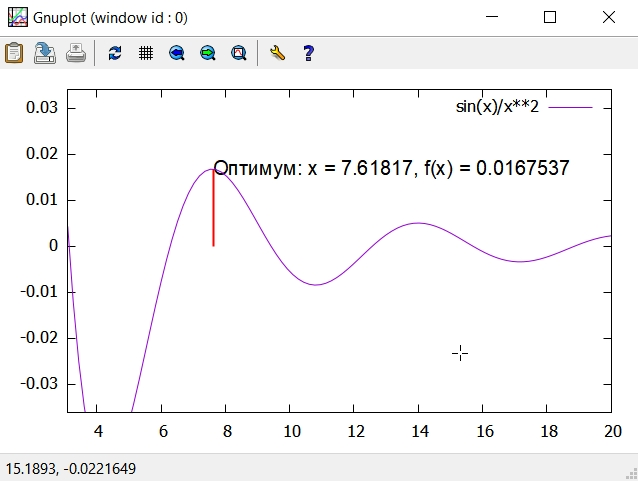 Gnuplot (window id : 0)
sin(x)/x**2
0.03
0.02
Оптимум: x = 7.61817, f(x) = 0.0167537
0.01
0
-0.01
-0.02
-0.03
4 6 8 10 12 14 16 18 20
15.1893, -0.0221649